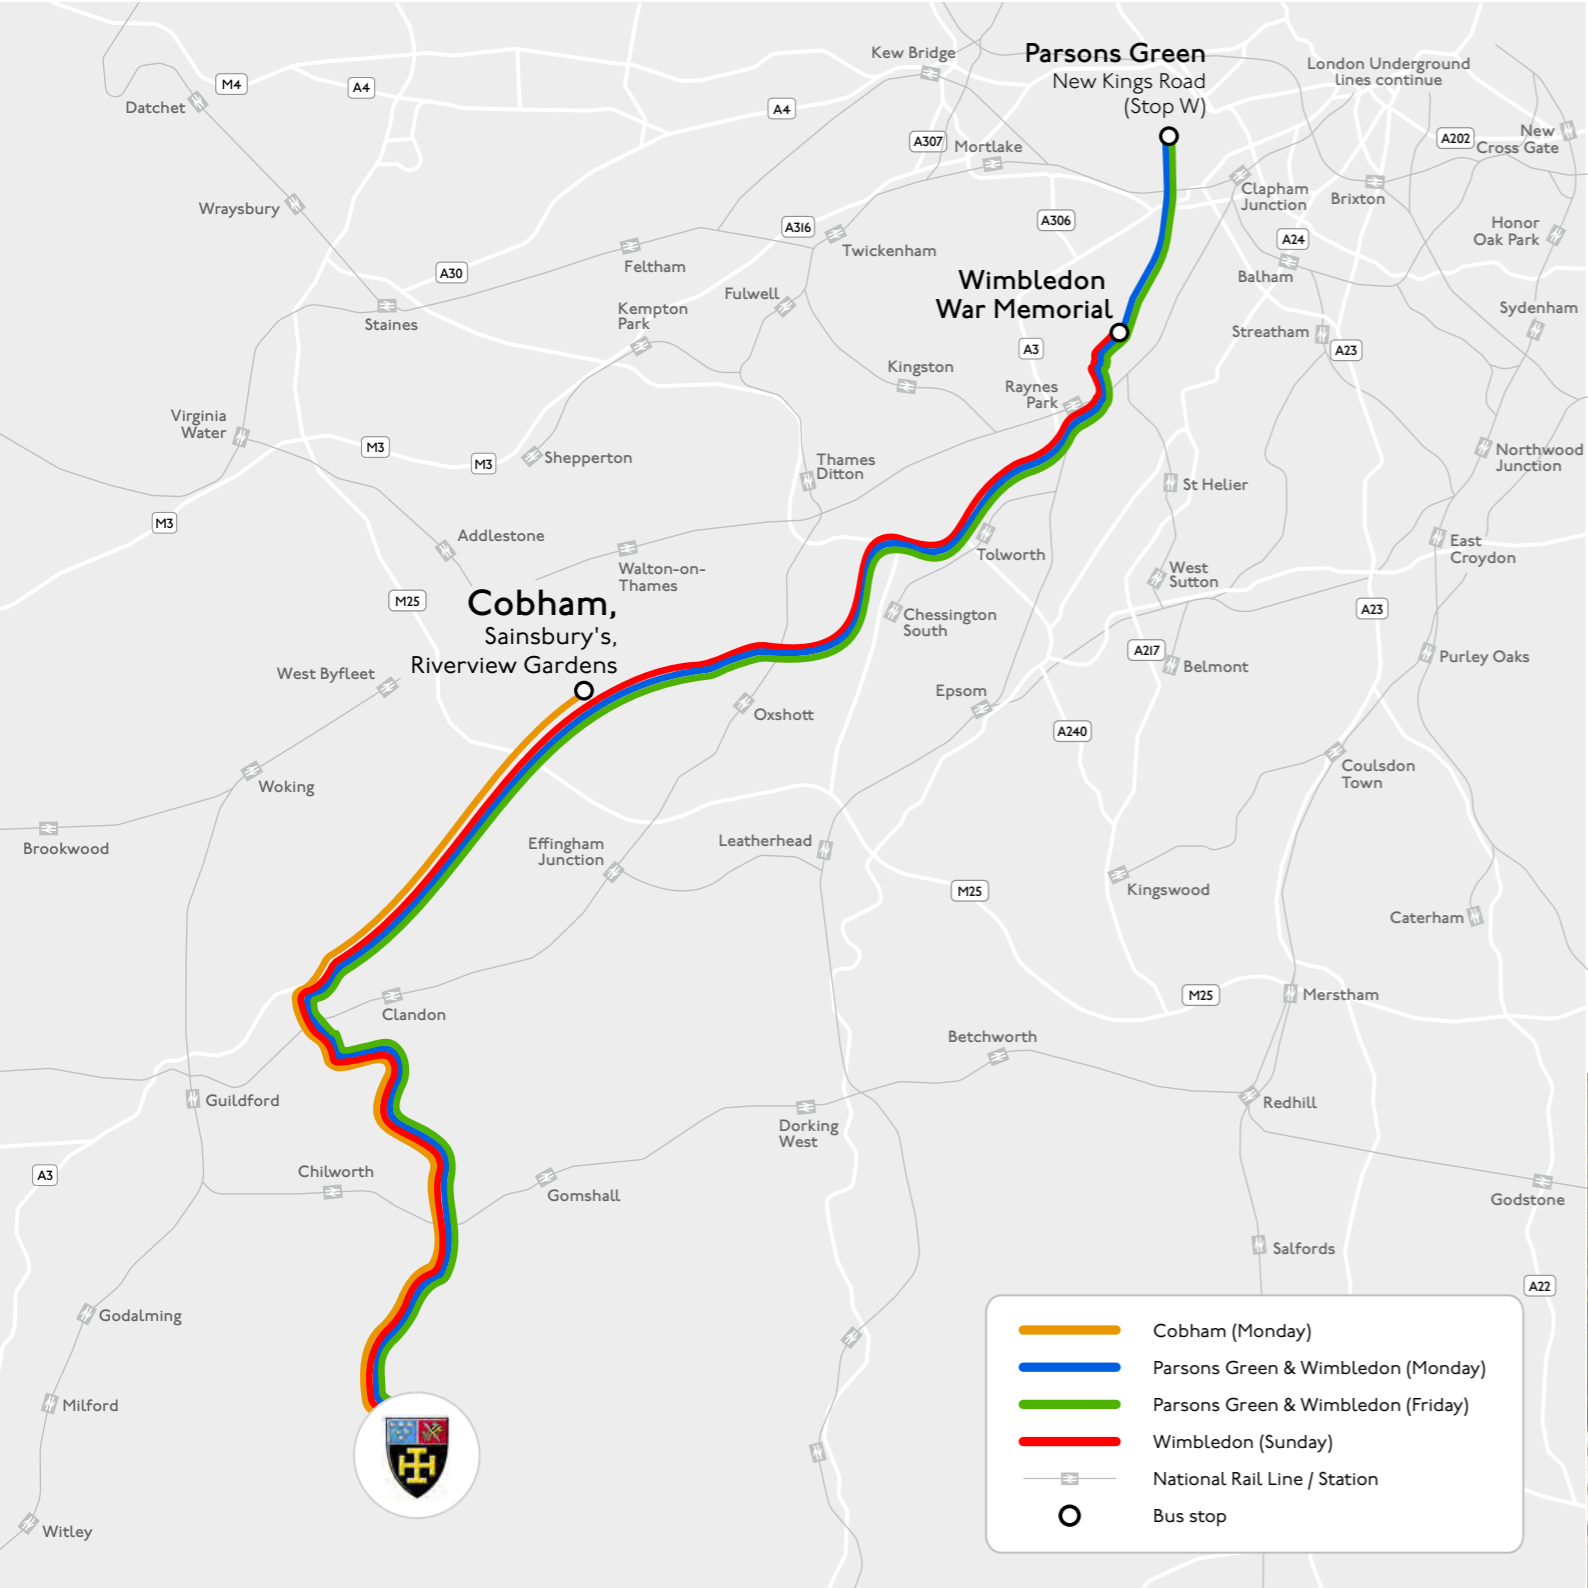 Kew Bridge
Parsons Green
New Kings Road
(Stop W)
London Underground
lines continue
M4
A4
Datchet
A4
A307
Mortlake
A202
New
Cross Gate
Wraysbury
Clapham
Junction
Brixton
A316
A306
Honor
Oak Park
A24
Twickenham
Feltham
A30
Balham
Fulwell
Wimbledon
War Memorial
Kempton
Park
Staines
Sydenham
Streatham
A23
A3
Kingston
Raynes
Park
Virginia
Water
M3
M3
Shepperton
Thames
Ditton
Northwood
Junction
St Helier
M3
Addlestone
Walton-on-
Thames
Tolworth
East
Croydon
West
Sutton
M25
Cobham,
Sainsbury's,
Riverview Gardens
Chessington
South
A23
A217
Belmont
Purley Oaks
West Byfleet
Epsom
Oxshott
A240
Coulsdon
Town
Woking
Brookwood
Effingham
Junction
Leatherhead
M25
Kingswood
Caterham
Clandon
M25
Merstham
Betchworth
Guildford
Redhill
Dorking
West
A3
Chilworth
Gomshall
Godstone
Salfords
A22
Godalming
Milford
Witley
Cobham (Monday)
Parsons Green & Wimbledon (Monday)
Parsons Green & Wimbledon (Friday)
Wimbledon (Sunday)
National Rail Line / Station
Bus stop